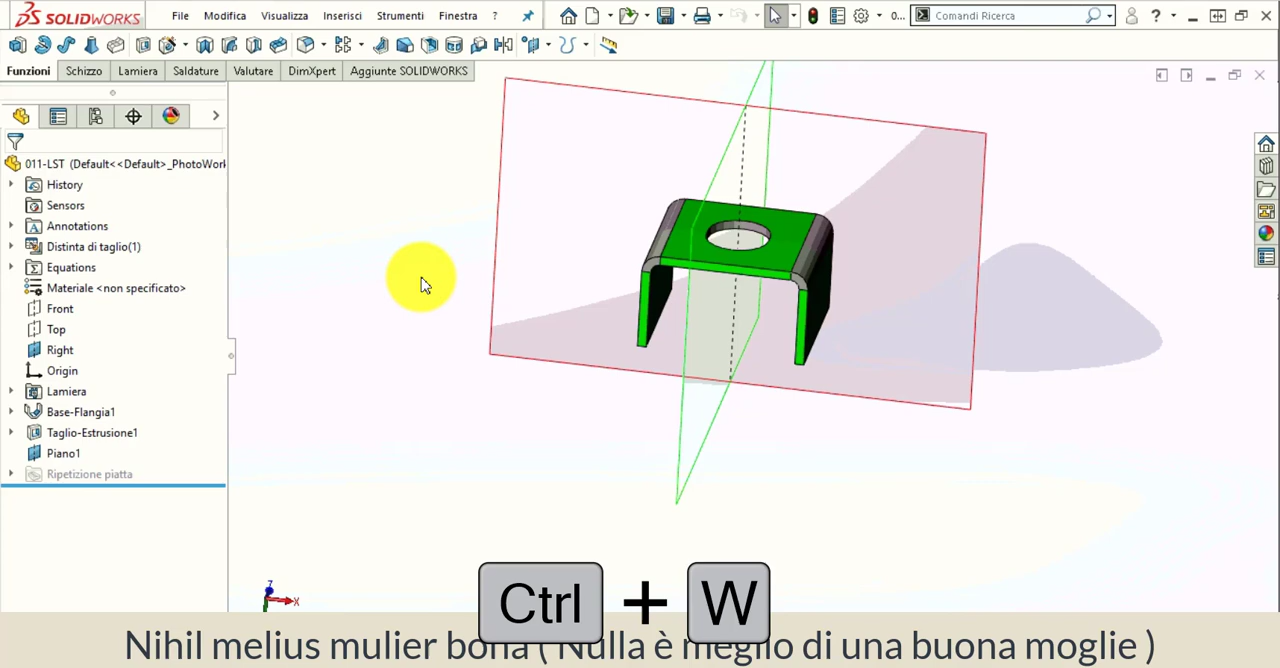 SOLIDWORKS File Modifica Visualizza Inserisci Strumenti Finestra ? 0... Comandi Ricerca ?
Funzioni Schizzo Lamiera Saldature Valutare DimXpert Aggiunte SOLIDWORKS
011-LST (Default<<Default>_PhotoWork
History
Sensors
Annotations
Distinta di taglio(1)
Equations
Materiale <non specificato>
Front
Top
Right
Origin
Lamiera
Base-Flangia1
Taglio-Estrusione1
Piano1
Ripetizione piatta
Z
X
Ctrl + W
Nihil melius mulier bona ( Nulla è meglio di una buona moglie )